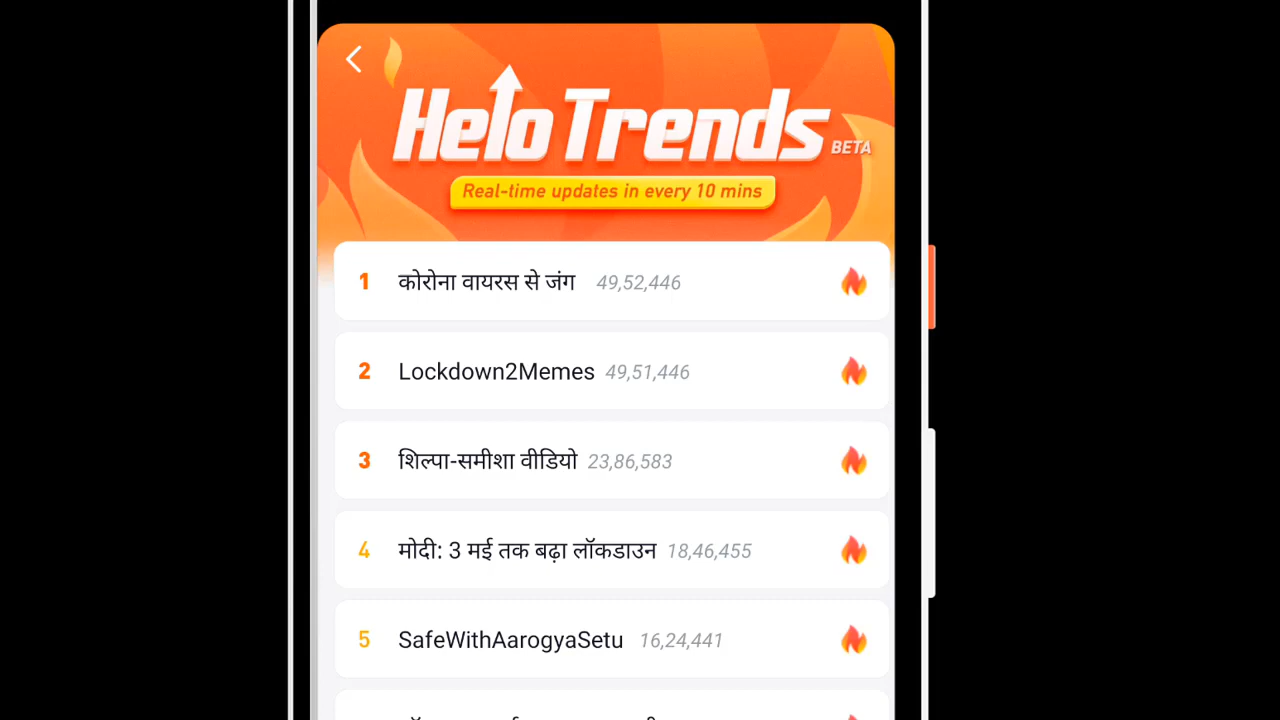 Helo Trends BETA
Real-time updates in every 10 mins
1 कोरोना वायरस से जंग 49,52,446
2 Lockdown2Memes 49,51,446
3 शिल्पा-समीशा वीडियो 23,86,583
4 मोदी: 3 मई तक बढ़ा लॉकडाउन 18,46,455
5 SafeWithAarogyaSetu 16,24,441